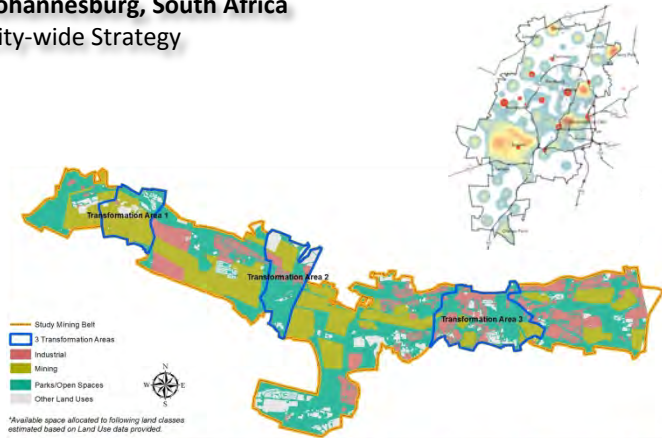 ohannesburg, South Africa
ity-wide Strategy
Transformation Area 1
Transformation Area 2
Transformation Area 3
Study Mining Belt
3 Transformation Areas
Industrial
Mining
Parks/Open Spaces
Other Land Uses
N
W
E
S
*Available space allocated to following land classes
estimated based on Land Use data provided.